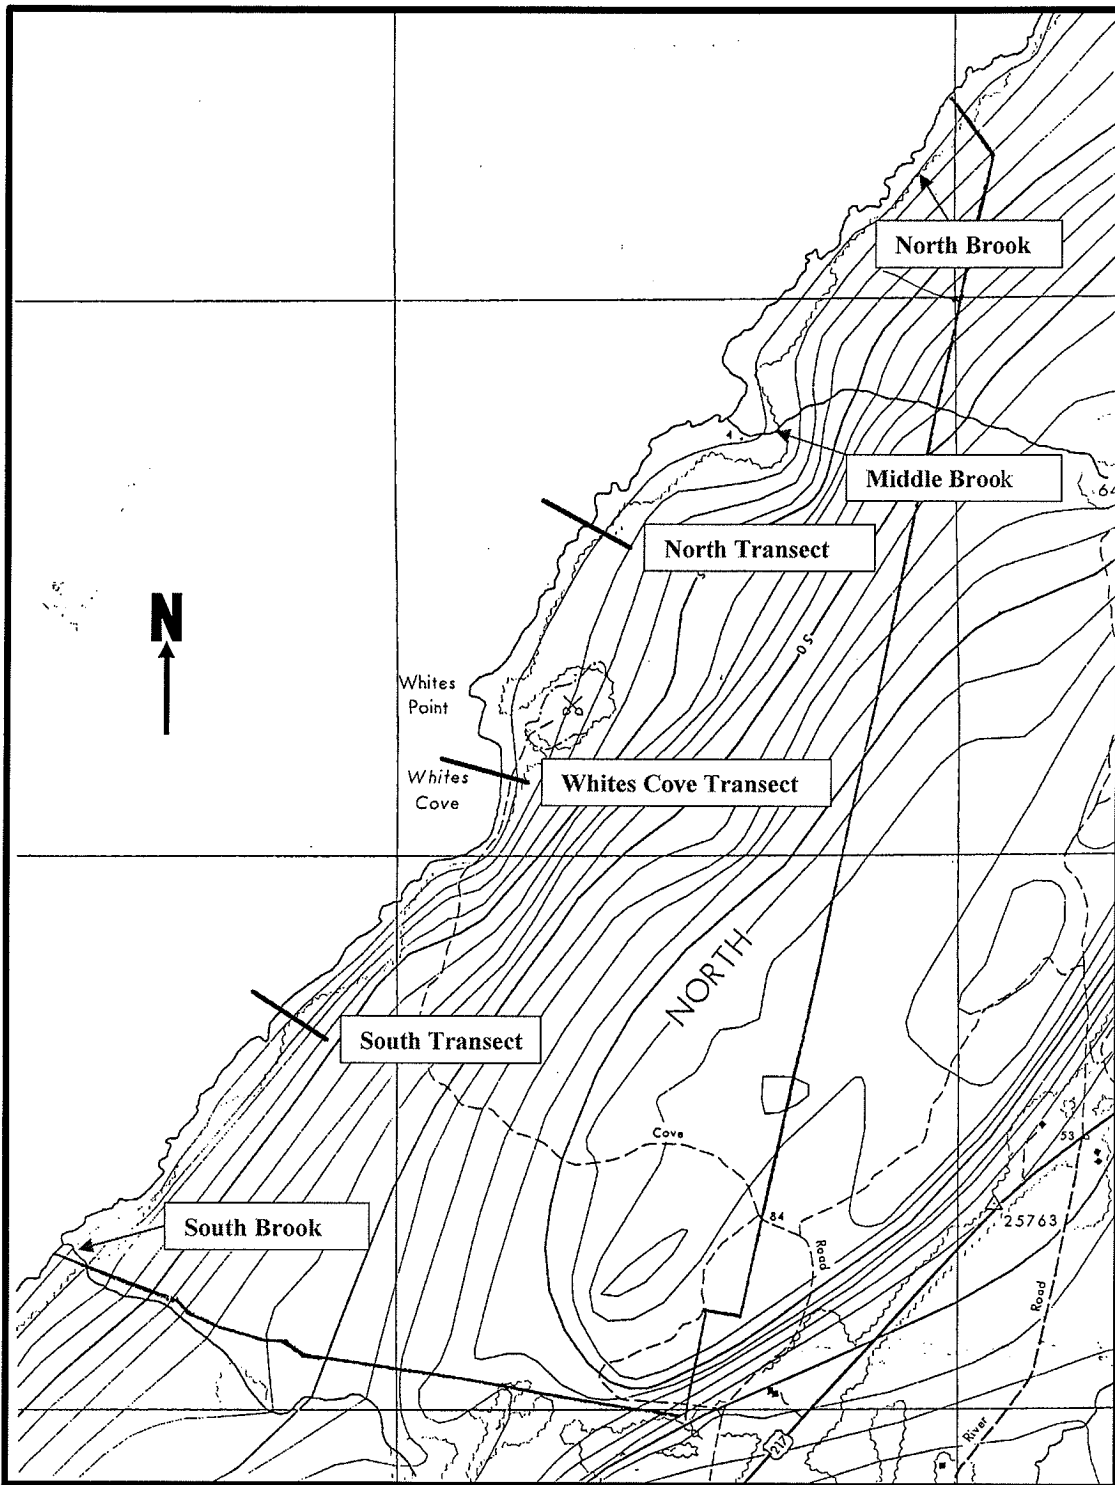 North Brook
Middle Brook
64
North Transect
N
50
Whites
Point
Whites
Cove
Whites Cove Transect
NORTH
South Transect
Cove
53
84
25763
South Brook
Road
Road
217
River